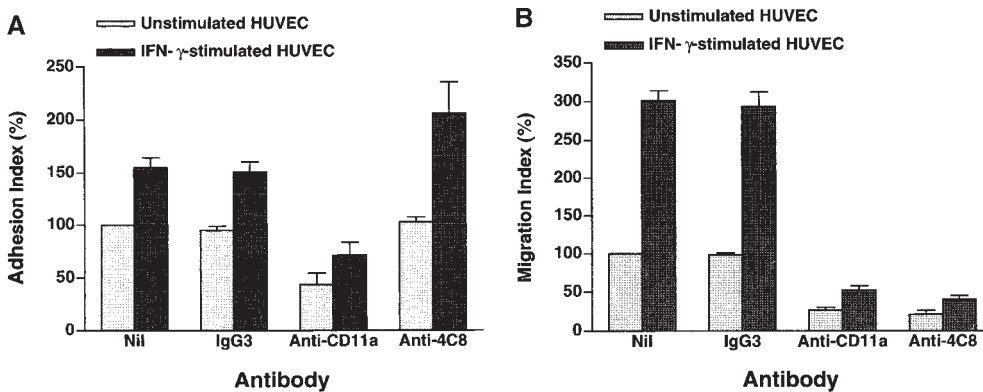 A
Unstimulated HUVEC
IFN- γ-stimulated HUVEC
Adhesion Index (%)
250
200
150
100
50
0
Nil IgG3 Anti-CD11a Anti-4C8
Antibody
B
Unstimulated HUVEC
IFN- γ-stimulated HUVEC
Migration Index (%)
350
300
250
200
150
100
50
0
Nil IgG3 Anti-CD11a Anti-4C8
Antibody